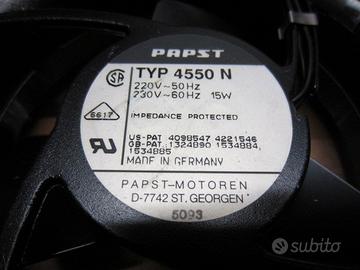 PAPST
TYP 4550 N
220V~50Hz
230V~60Hz 15W
6617
IMPEDANCE PROTECTED
US-PAT 4098547 4221546
GB-PAT: 1324890 1534884,
1534885
MADE IN GERMANY
PAPST-MOTOREN
D-7742 ST. GEORGEN
5093
subito